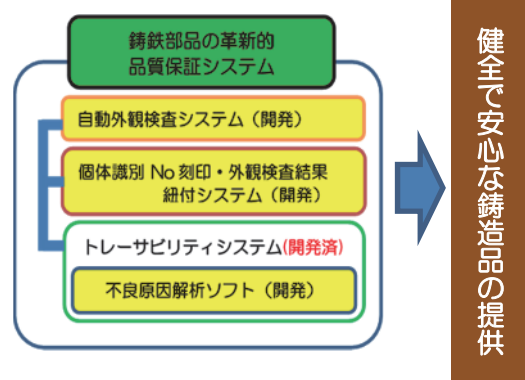 鋳鉄部品の革新的
品質保証システム
自動外観検査システム（開発）
個体識別 No 刻印・外観検査結果
紐付システム（開発）
トレーサビリティシステム(開発済)
不良原因解析ソフト（開発）
健全で安心な鋳造品の提供